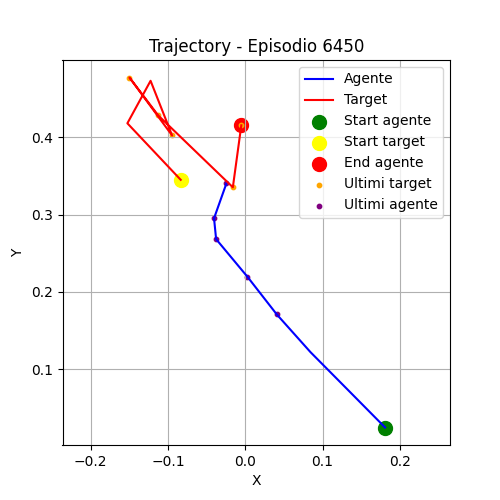 Trajectory - Episodio 6450
Agente
Target
Start agente
Start target
End agente
Ultimi target
Ultimi agente
Y
0.4
0.3
0.2
0.1
−0.2 −0.1 0.0 0.1 0.2
X